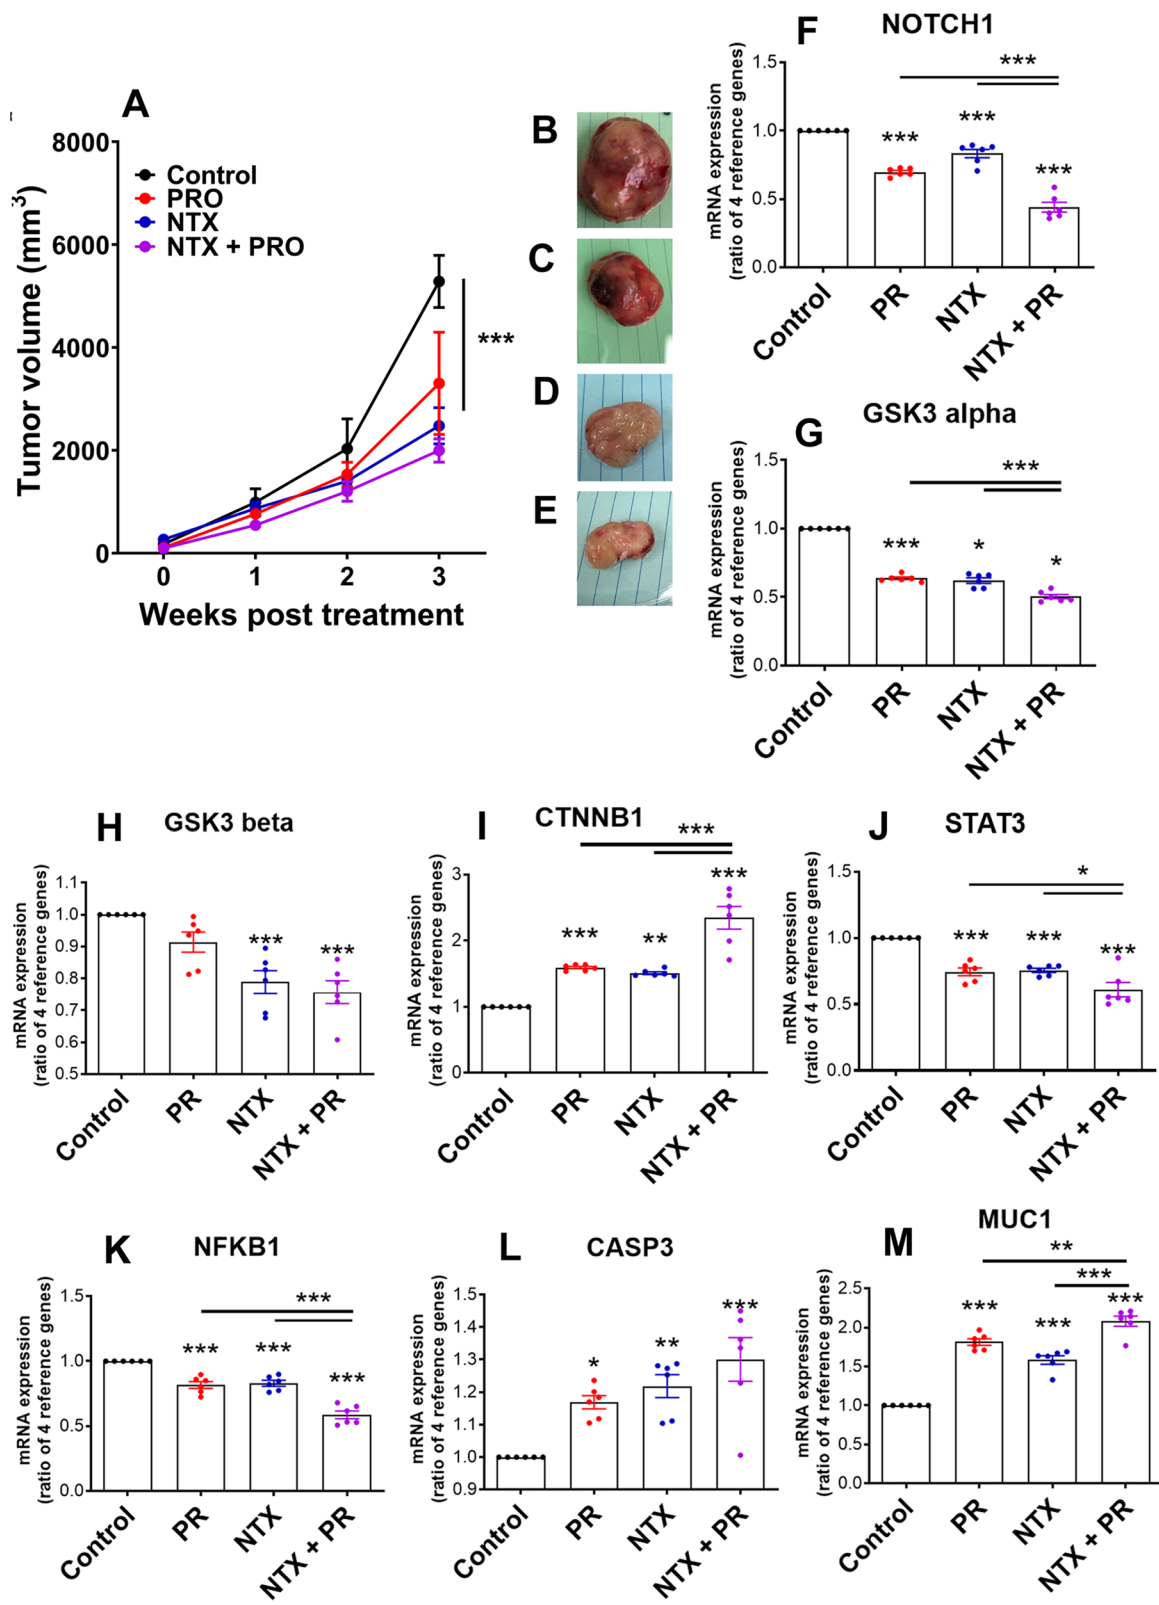 A
8000
6000
4000
2000
0
Tumor volume (mm³)
Control
PRO
NTX
NTX + PRO
***
0 1 2 3
Weeks post treatment
B
C
D
E
F
NOTCH1
mRNA expression
(ratio of 4 reference genes)
1.5
1.0
0.5
0.0
***
***
***
***
Control
PR
NTX
NTX + PR
G
GSK3 alpha
mRNA expression
(ratio of 4 reference genes)
1.5
1.0
0.5
0.0
***
***
*
*
Control
PR
NTX
NTX + PR
H
GSK3 beta
mRNA expression
(ratio of 4 reference genes)
1.1
1.0
0.9
0.8
0.7
0.6
0.5
***
***
Control
PR
NTX
NTX + PR
I
CTNNB1
mRNA expression
(ratio of 4 reference genes)
3
2
1
0
***
***
**
***
Control
PR
NTX
NTX + PR
J
STAT3
mRNA expression
(ratio of 4 reference genes)
1.5
1.0
0.5
0.0
*
***
***
***
Control
PR
NTX
NTX + PR
K
NFKB1
mRNA expression
(ratio of 4 reference genes)
1.5
1.0
0.5
0.0
***
***
***
***
Control
PR
NTX
NTX + PR
L
CASP3
mRNA expression
(ratio of 4 reference genes)
1.5
1.4
1.3
1.2
1.1
1.0
0.9
*
**
***
Control
PR
NTX
NTX + PR
M
MUC1
mRNA expression
(ratio of 4 reference genes)
2.5
2.0
1.5
1.0
0.5
0.0
**
***
***
***
***
Control
PR
NTX
NTX + PR